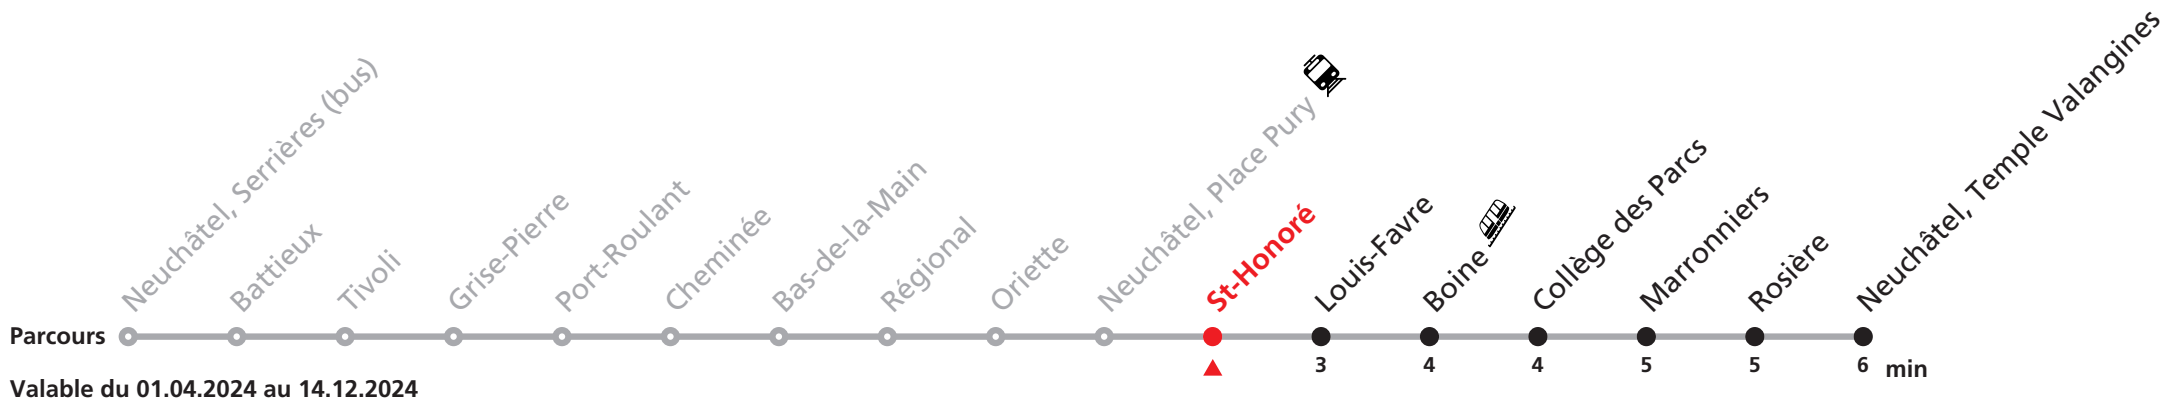 Neuchâtel, Serrières (bus)
Battieux
Tivoli
Grise-Pierre
Port-Roulant
Cheminée
Bas-de-la-Main
Régional
Oriette
Neuchâtel, Place Pury
St-Honoré
Louis-Favre
Boine
Collège des Parcs
Marronniers
Rosière
Neuchâtel, Temple Valangines
Parcours
3 4 4 5 5 6 min
Valable du 01.04.2024 au 14.12.2024